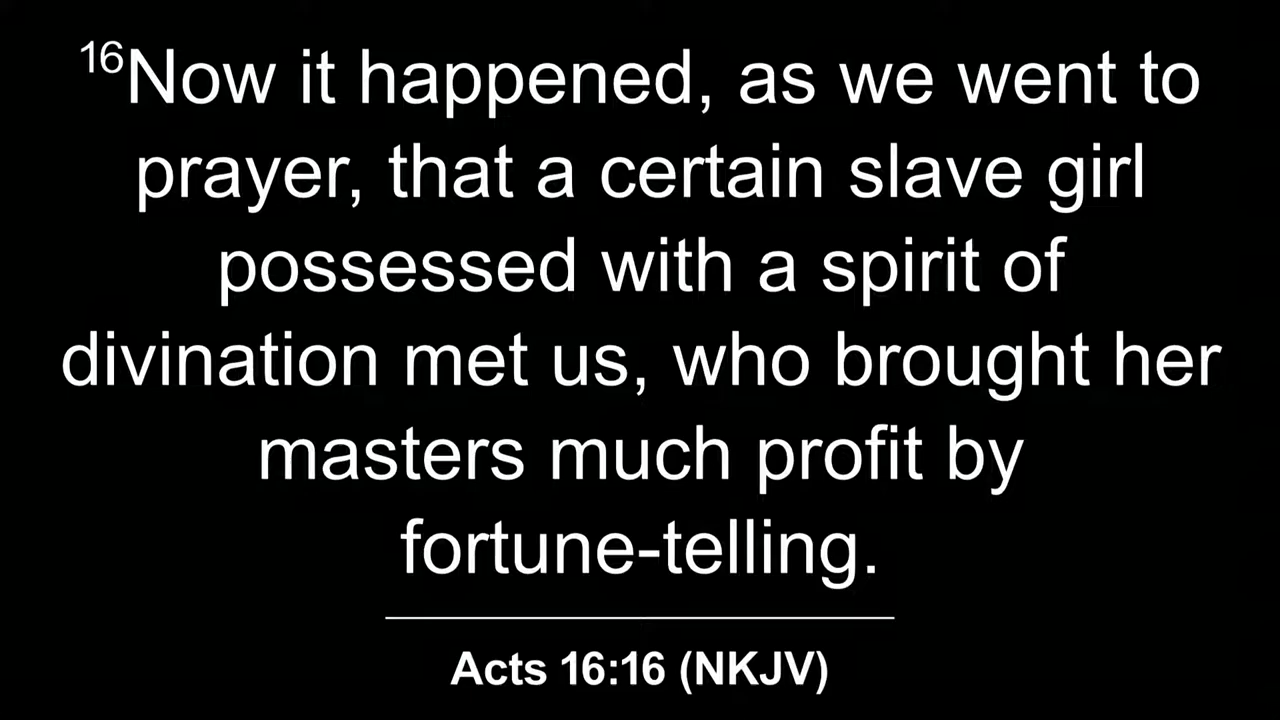 16Now it happened, as we went to
prayer, that a certain slave girl
possessed with a spirit of
divination met us, who brought her
masters much profit by
fortune-telling.
Acts 16:16 (NKJV)